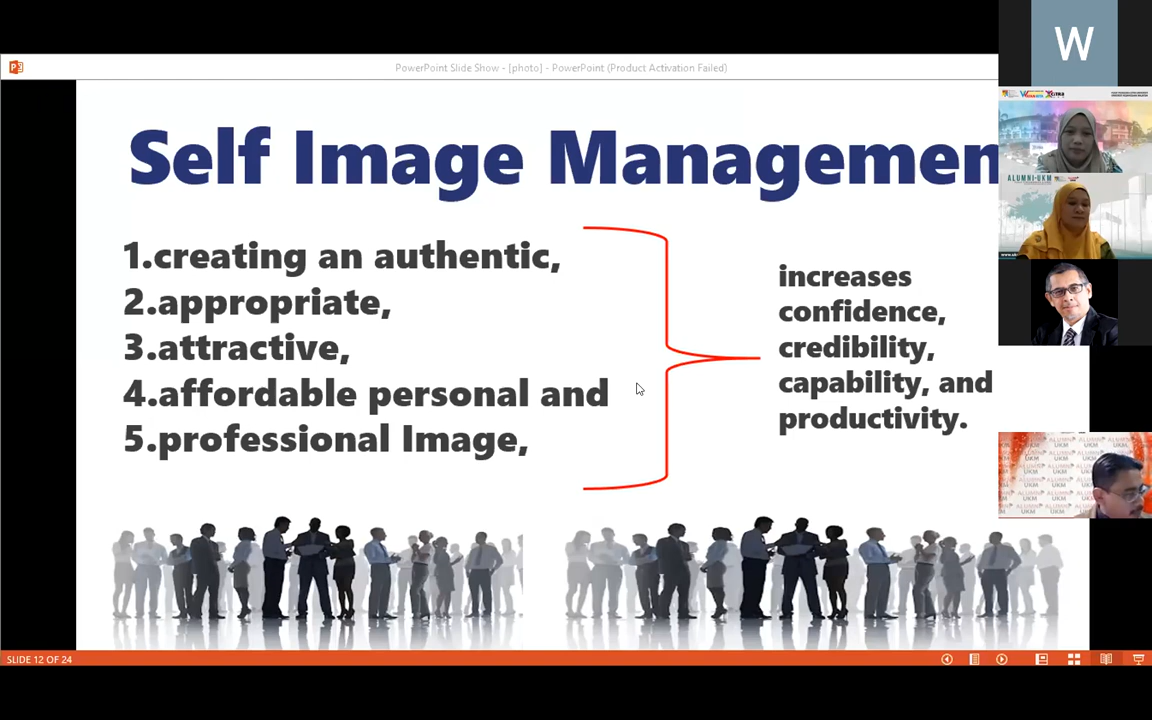 PowerPoint Slide Show - [photo] - PowerPoint (Product Activation Failed)
W
Self Image Managemen
1.creating an authentic,
2.appropriate,
3.attractive,
4.affordable personal and
5.professional Image,
increases
confidence,
credibility,
capability, and
productivity.
ALUMNI-UKM
ALUMNI
UKM
SLIDE 12 OF 24